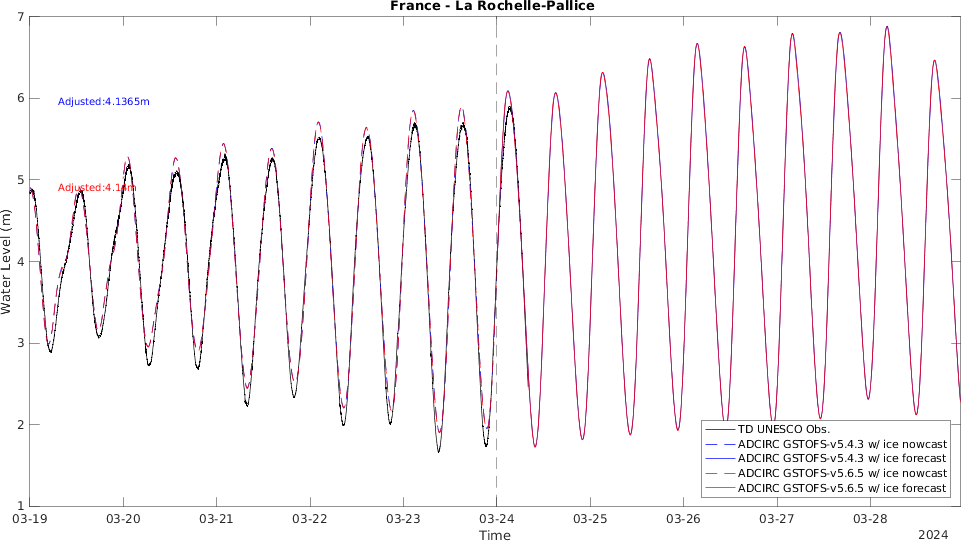 France - La Rochelle-Pallice
7
6
5
4
3
2
1
Water Level (m)
Adjusted:4.1365m
Adjusted:4.14m
TD UNESCO Obs.
ADCIRC GSTOFS-v5.4.3 w/ ice nowcast
ADCIRC GSTOFS-v5.4.3 w/ ice forecast
ADCIRC GSTOFS-v5.6.5 w/ ice nowcast
ADCIRC GSTOFS-v5.6.5 w/ ice forecast
03-19 03-20 03-21 03-22 03-23 03-24 03-25 03-26 03-27 03-28
Time
2024